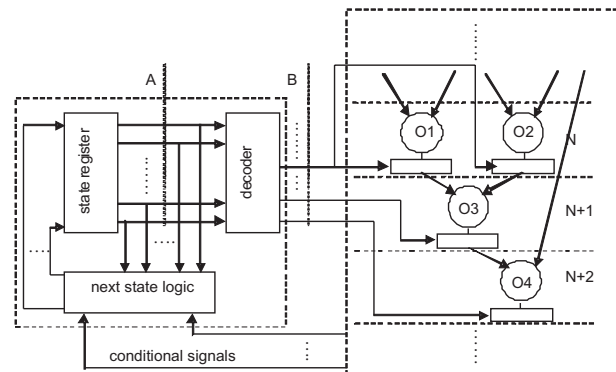 A
B
state register
decoder
next state logic
conditional signals
O1
O2
N
O3
N+1
O4
N+2